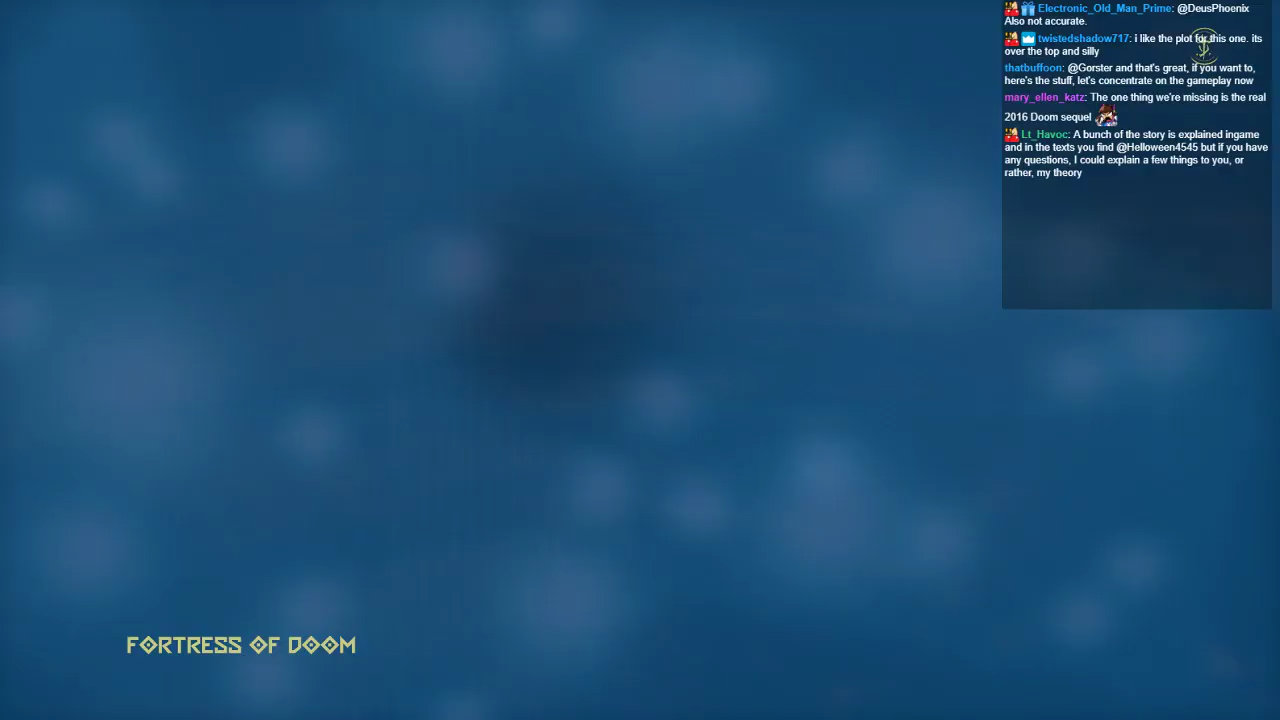 Electronic_Old_Man_Prime: @DeusPhoenix
Also not accurate.
twistedshadow717: i like the plot for this one. its
over the top and silly
thatbuffoon: @Gorster and that's great, if you want to,
here's the stuff, let's concentrate on the gameplay now
mary_ellen_katz: The one thing we're missing is the real
2016 Doom sequel
Lt_Havoc: A bunch of the story is explained ingame
and in the texts you find @Helloween4545 but if you have
any questions, I could explain a few things to you, or
rather, my theory
FORTRESS OF DOOM